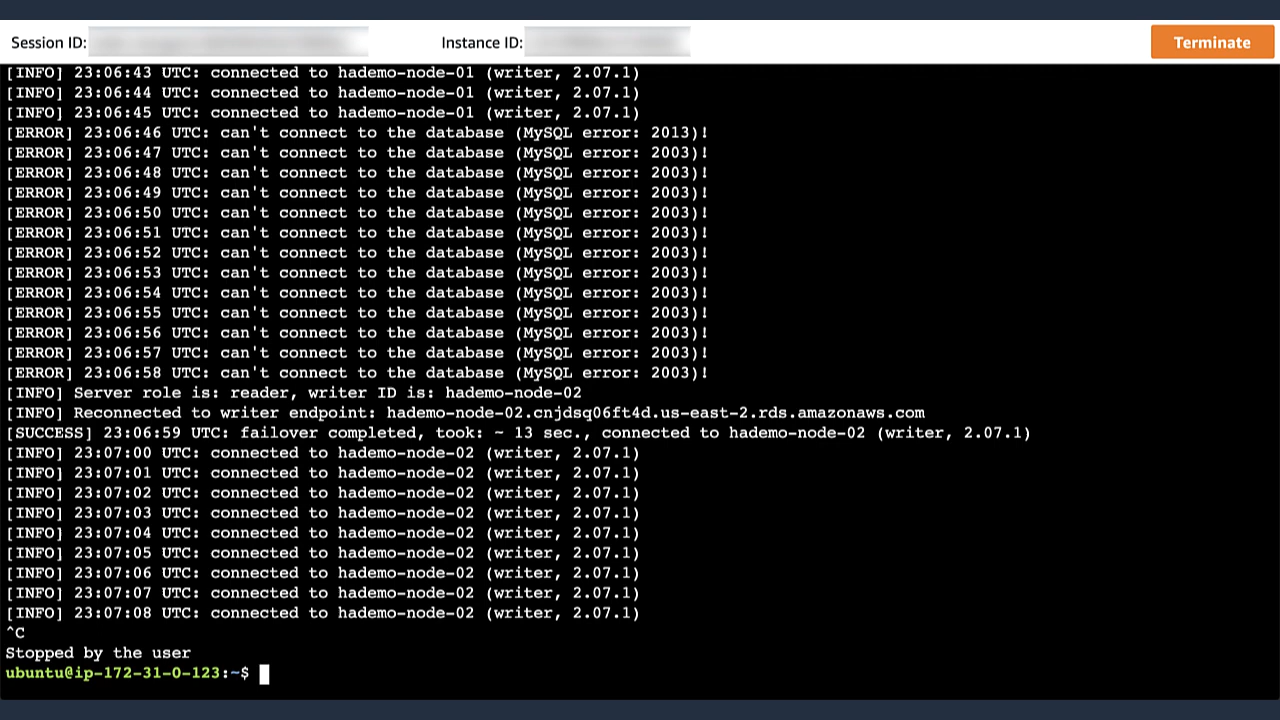 Session ID:
Instance ID:
Terminate
[INFO] 23:06:43 UTC: connected to hademo-node-01 (writer, 2.07.1)
[INFO] 23:06:44 UTC: connected to hademo-node-01 (writer, 2.07.1)
[INFO] 23:06:45 UTC: connected to hademo-node-01 (writer, 2.07.1)
[ERROR] 23:06:46 UTC: can't connect to the database (MySQL error: 2013)!
[ERROR] 23:06:47 UTC: can't connect to the database (MySQL error: 2003)!
[ERROR] 23:06:48 UTC: can't connect to the database (MySQL error: 2003)!
[ERROR] 23:06:49 UTC: can't connect to the database (MySQL error: 2003)!
[ERROR] 23:06:50 UTC: can't connect to the database (MySQL error: 2003)!
[ERROR] 23:06:51 UTC: can't connect to the database (MySQL error: 2003)!
[ERROR] 23:06:52 UTC: can't connect to the database (MySQL error: 2003)!
[ERROR] 23:06:53 UTC: can't connect to the database (MySQL error: 2003)!
[ERROR] 23:06:54 UTC: can't connect to the database (MySQL error: 2003)!
[ERROR] 23:06:55 UTC: can't connect to the database (MySQL error: 2003)!
[ERROR] 23:06:56 UTC: can't connect to the database (MySQL error: 2003)!
[ERROR] 23:06:57 UTC: can't connect to the database (MySQL error: 2003)!
[ERROR] 23:06:58 UTC: can't connect to the database (MySQL error: 2003)!
[INFO] Server role is: reader, writer ID is: hademo-node-02
[INFO] Reconnected to writer endpoint: hademo-node-02.cnjdsq06ft4d.us-east-2.rds.amazonaws.com
[SUCCESS] 23:06:59 UTC: failover completed, took: ~ 13 sec., connected to hademo-node-02 (writer, 2.07.1)
[INFO] 23:07:00 UTC: connected to hademo-node-02 (writer, 2.07.1)
[INFO] 23:07:01 UTC: connected to hademo-node-02 (writer, 2.07.1)
[INFO] 23:07:02 UTC: connected to hademo-node-02 (writer, 2.07.1)
[INFO] 23:07:03 UTC: connected to hademo-node-02 (writer, 2.07.1)
[INFO] 23:07:04 UTC: connected to hademo-node-02 (writer, 2.07.1)
[INFO] 23:07:05 UTC: connected to hademo-node-02 (writer, 2.07.1)
[INFO] 23:07:06 UTC: connected to hademo-node-02 (writer, 2.07.1)
[INFO] 23:07:07 UTC: connected to hademo-node-02 (writer, 2.07.1)
[INFO] 23:07:08 UTC: connected to hademo-node-02 (writer, 2.07.1)
^C
Stopped by the user
ubuntu@ip-172-31-0-123:~$